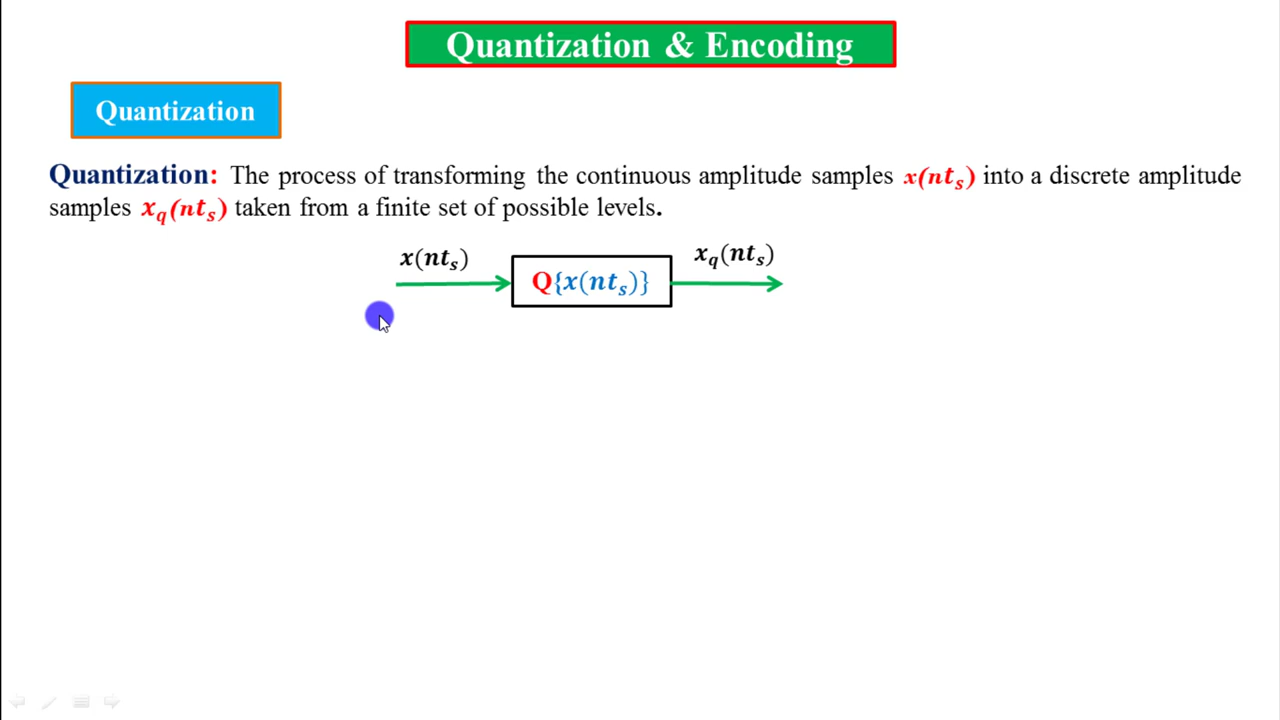 Quantization & Encoding
Quantization
Quantization: The process of transforming the continuous amplitude samples x(nt_s) into a discrete amplitude
samples x_q(nt_s) taken from a finite set of possible levels.
x(nt_s) Q{x(nt_s)} x_q(nt_s)